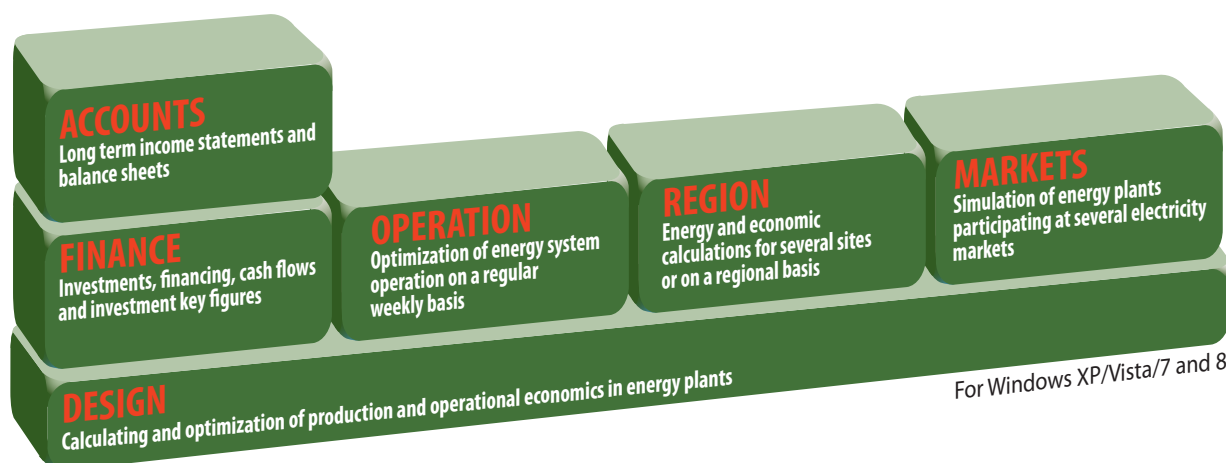 ACCOUNTS
Long term income statements and
balance sheets
FINANCE
Investments, financing, cash flows
and investment key figures
OPERATION
Optimization of energy system
operation on a regular
weekly basis
REGION
Energy and economic
calculations for several sites
or on a regional basis
MARKETS
Simulation of energy plants
participating at several electricity
markets
DESIGN
Calculating and optimization of production and operational economics in energy plants
For Windows XP/Vista/7 and 8